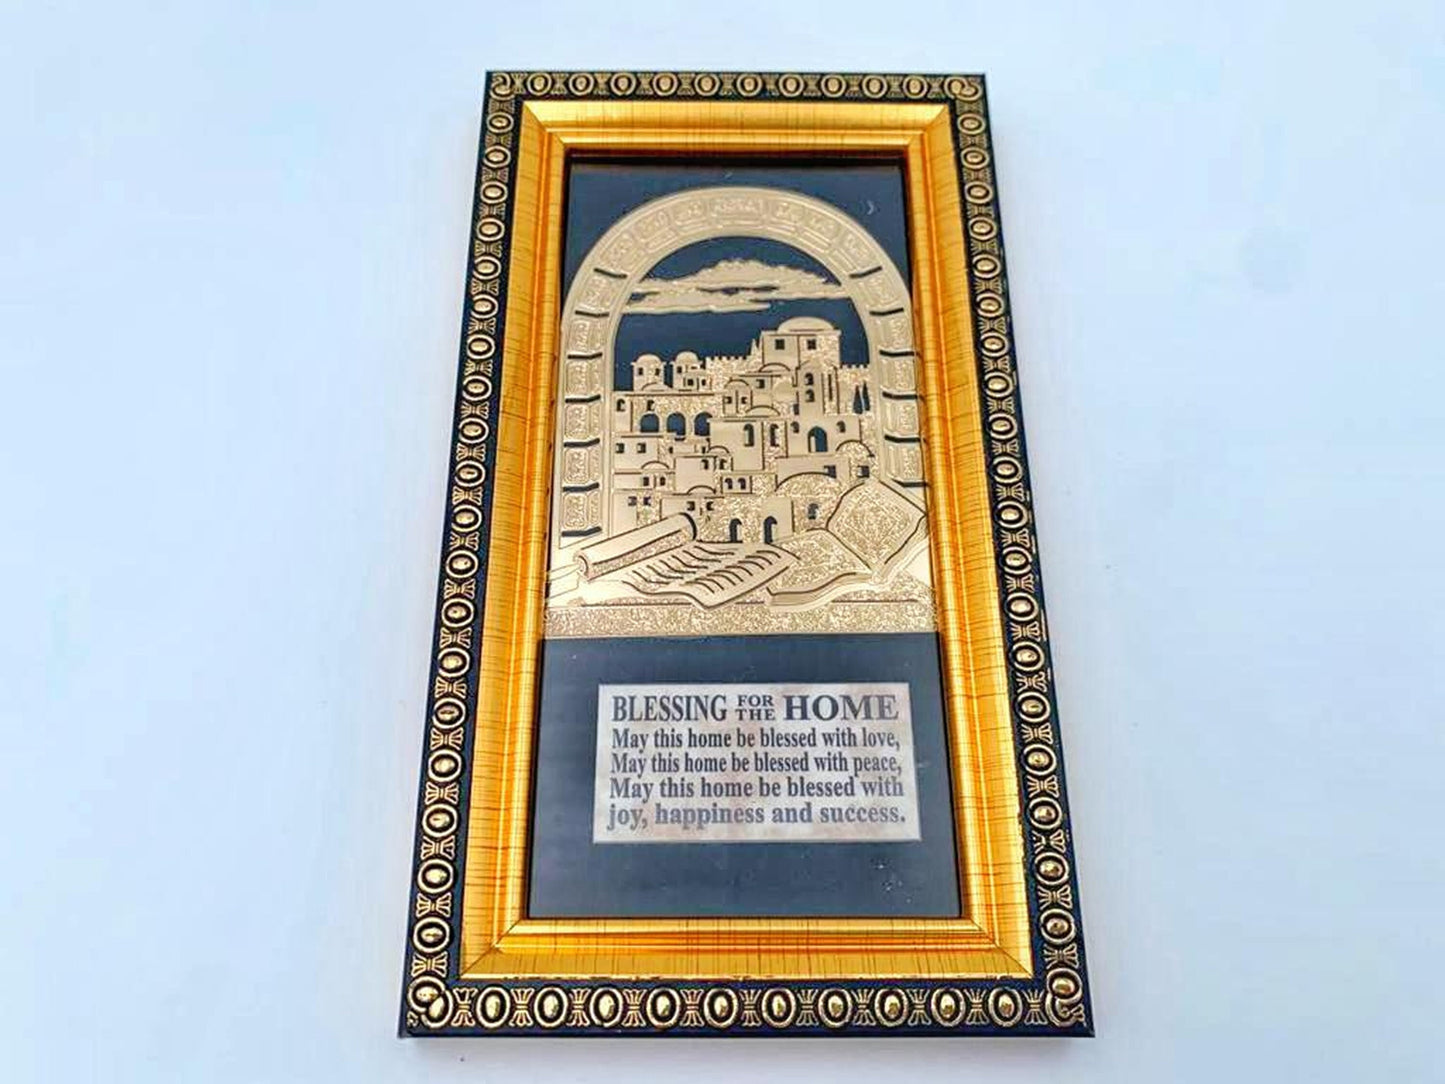 BLESSING FOR THE HOME
May this home be blessed with love,
May this home be blessed with peace,
May this home be blessed with
joy, happiness and success.